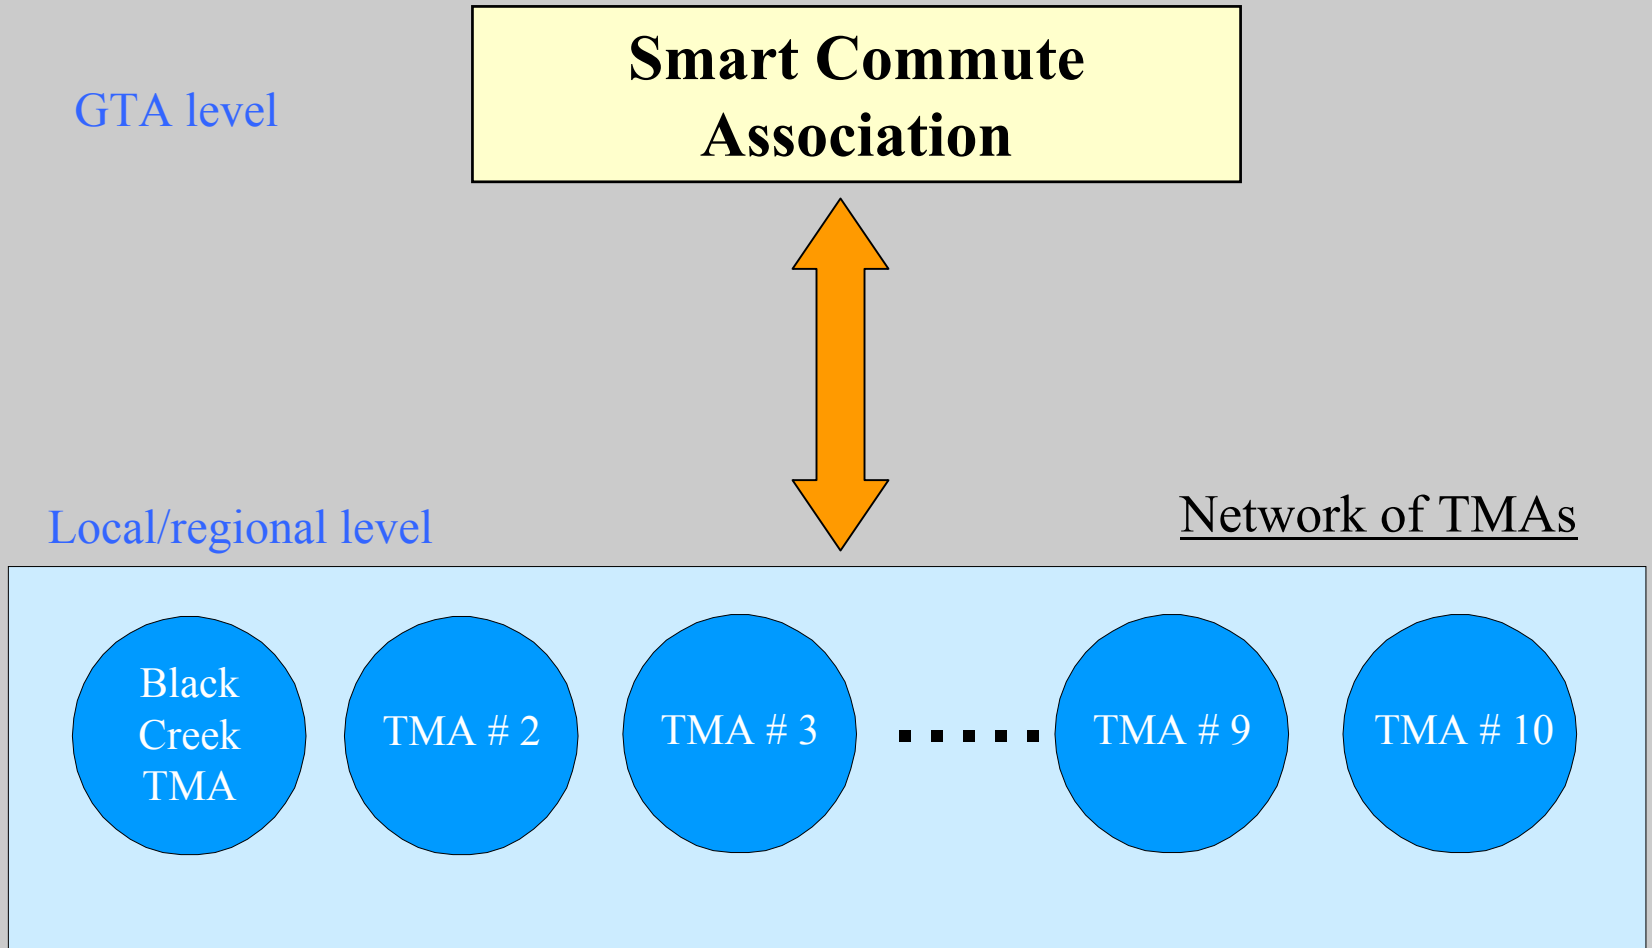 Smart Commute
Association
GTA level
Local/regional level
Network of TMAs
Black
Creek
TMA
TMA # 2
TMA # 3
TMA # 9
TMA # 10